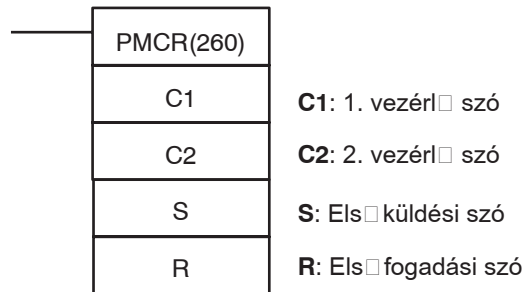 PMCR(260)
C1
C1: 1. vezérl□ szó
C2
C2: 2. vezérl□ szó
S
S: Els□ küldési szó
R
R: Els□ fogadási szó